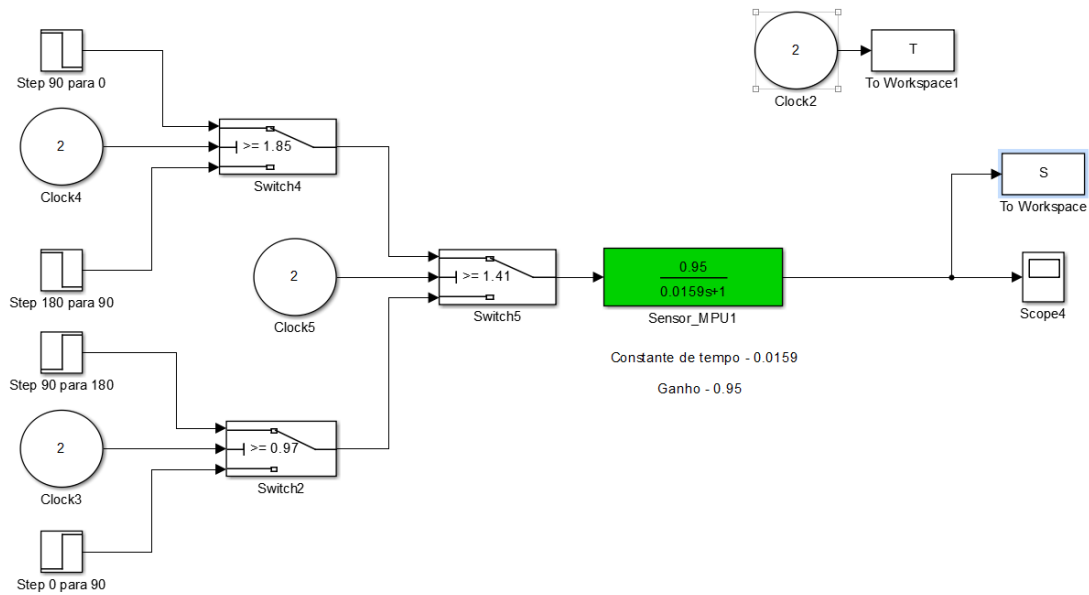 Step 90 para 0
2
Clock4
>= 1.85
Switch4
Step 180 para 90
2
Clock2
T
To Workspace1
S
To Workspace
2
Clock5
>= 1.41
Switch5
0.95
0.0159s+1
Sensor_MPU1
Scope4
Constante de tempo - 0.0159
Ganho - 0.95
Step 90 para 180
2
Clock3
>= 0.97
Switch2
Step 0 para 90